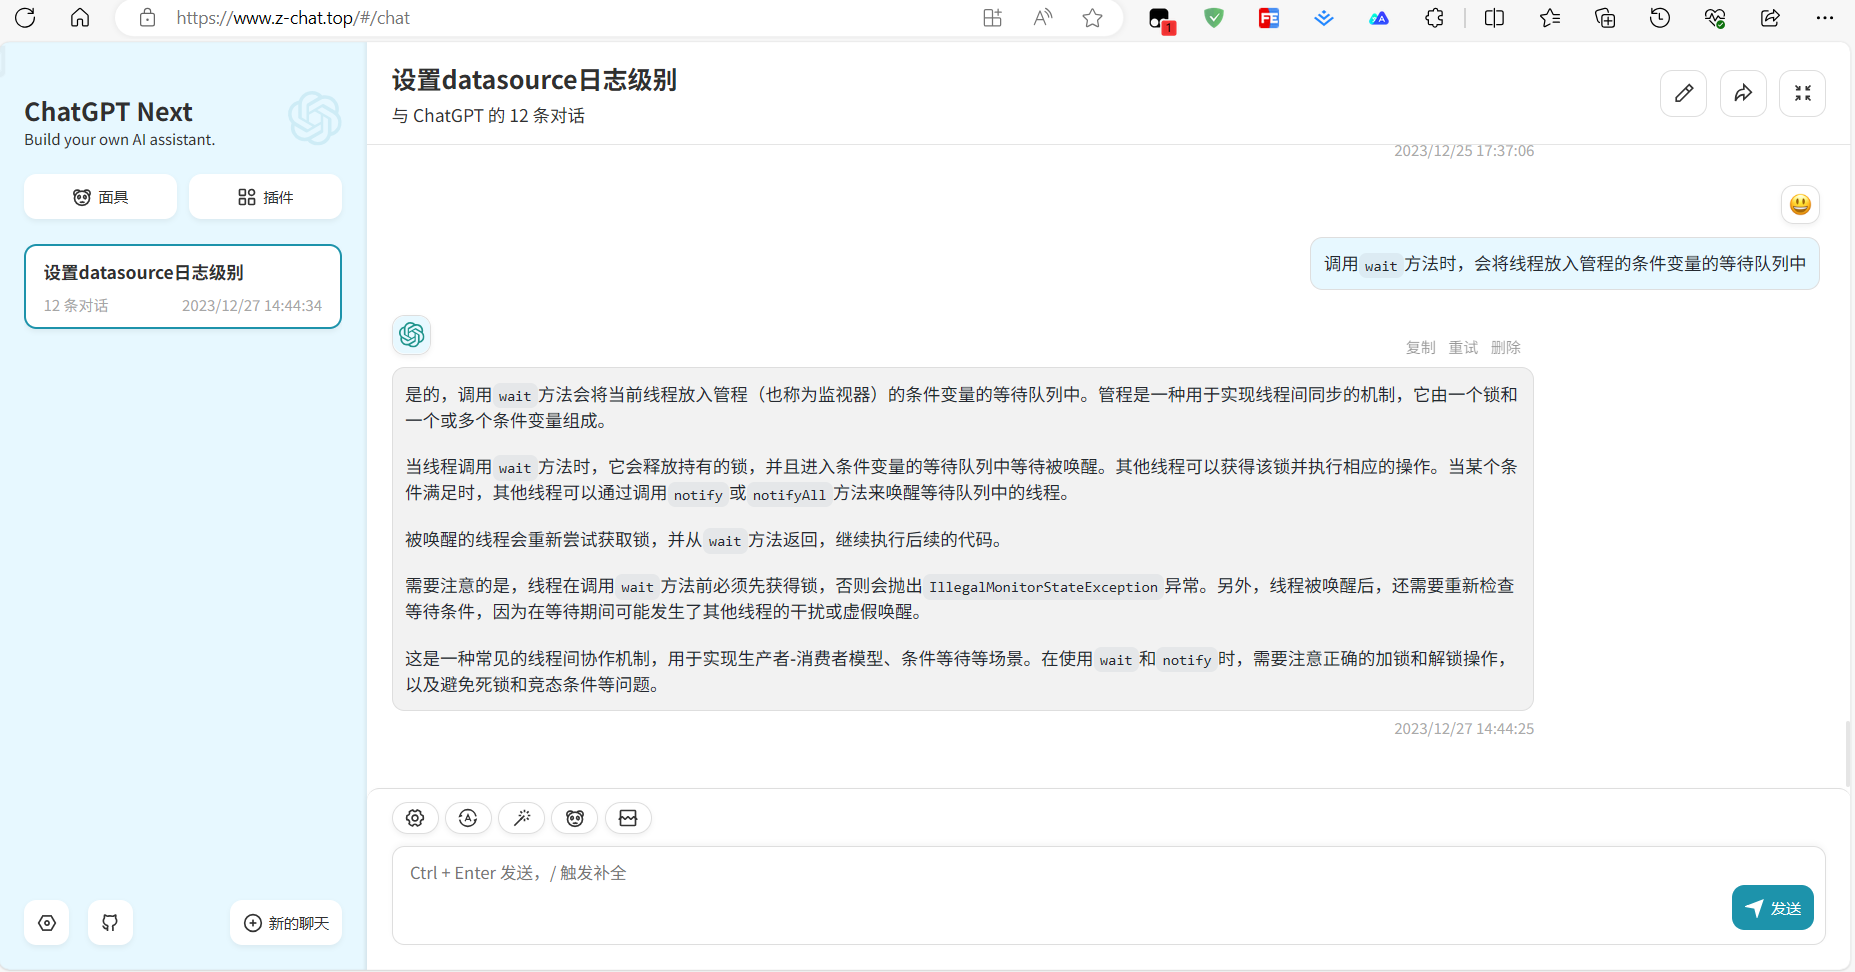 https://www.z-chat.top/#/chat
1
ChatGPT Next
Build your own AI assistant.
面具
插件
设置datasource日志级别
12 条对话
2023/12/27 14:44:34
新的聊天
设置datasource日志级别
与 ChatGPT 的 12 条对话
2023/12/25 17:37:06
调用 wait 方法时，会将线程放入管程的条件变量的等待队列中
复制 重试 删除
是的，调用 wait 方法会将当前线程放入管程（也称为监视器）的条件变量的等待队列中。管程是一种用于实现线程间同步的机制，它由一个锁和
一个或多个条件变量组成。
当线程调用 wait 方法时，它会释放持有的锁，并且进入条件变量的等待队列中等待被唤醒。其他线程可以获得该锁并执行相应的操作。当某个条
件满足时，其他线程可以通过调用 notify 或 notifyAll 方法来唤醒等待队列中的线程。
被唤醒的线程会重新尝试获取锁，并从 wait 方法返回，继续执行后续的代码。
需要注意的是，线程在调用 wait 方法前必须先获得锁，否则会抛出 IllegalMonitorStateException 异常。另外，线程被唤醒后，还需要重新检查
等待条件，因为在等待期间可能发生了其他线程的干扰或虚假唤醒。
这是一种常见的线程间协作机制，用于实现生产者-消费者模型、条件等待等场景。在使用 wait 和 notify 时，需要注意正确的加锁和解锁操作，
以及避免死锁和竞态条件等问题。
2023/12/27 14:44:25
Ctrl + Enter 发送，/ 触发补全
发送